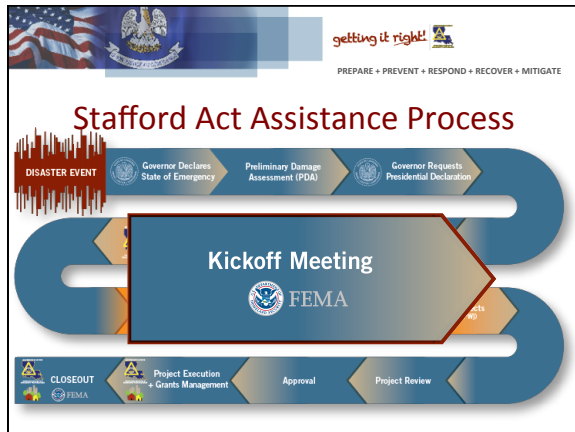 getting it right!
PREPARE + PREVENT + RESPOND + RECOVER + MITIGATE
Stafford Act Assistance Process
DISASTER EVENT
Governor Declares
State of Emergency
Preliminary Damage
Assessment (PDA)
Governor Requests
Presidential Declaration
Kickoff Meeting
FEMA
CLOSEOUT
FEMA
Project Execution
+ Grants Management
Approval
Project Review